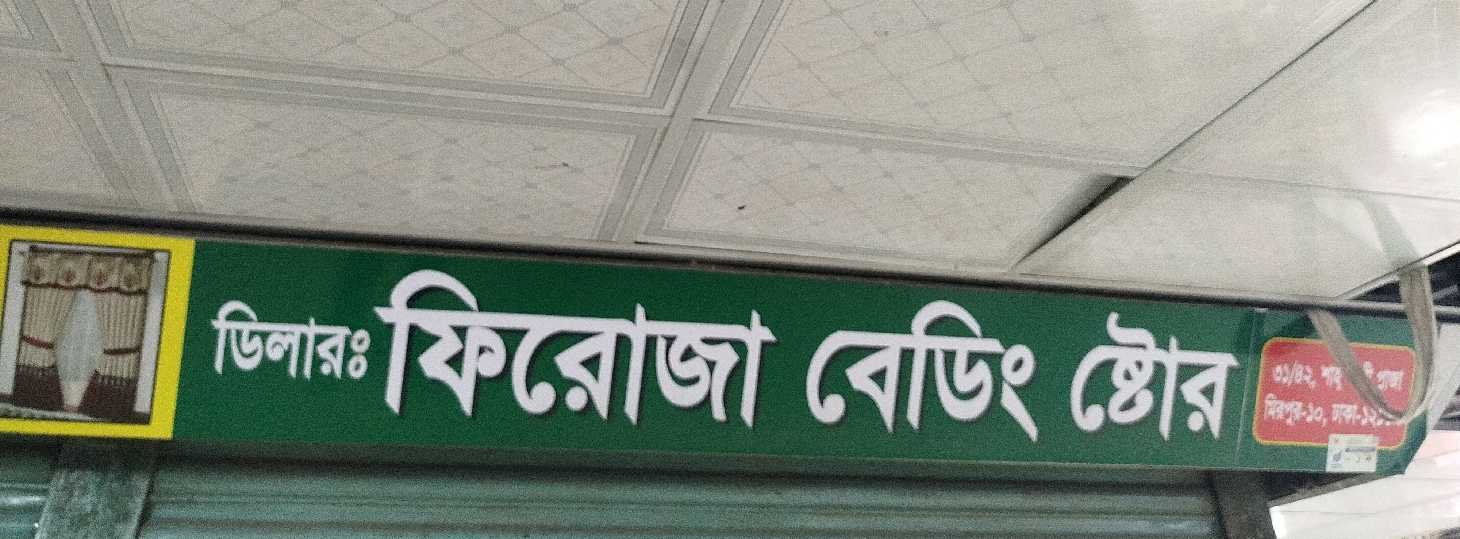 ডিলারঃ ফিরোজা বেডিং ষ্টোর
৩১/৪২, শাহ্ প্লাজা
মিরপুর-১০, ঢাকা-